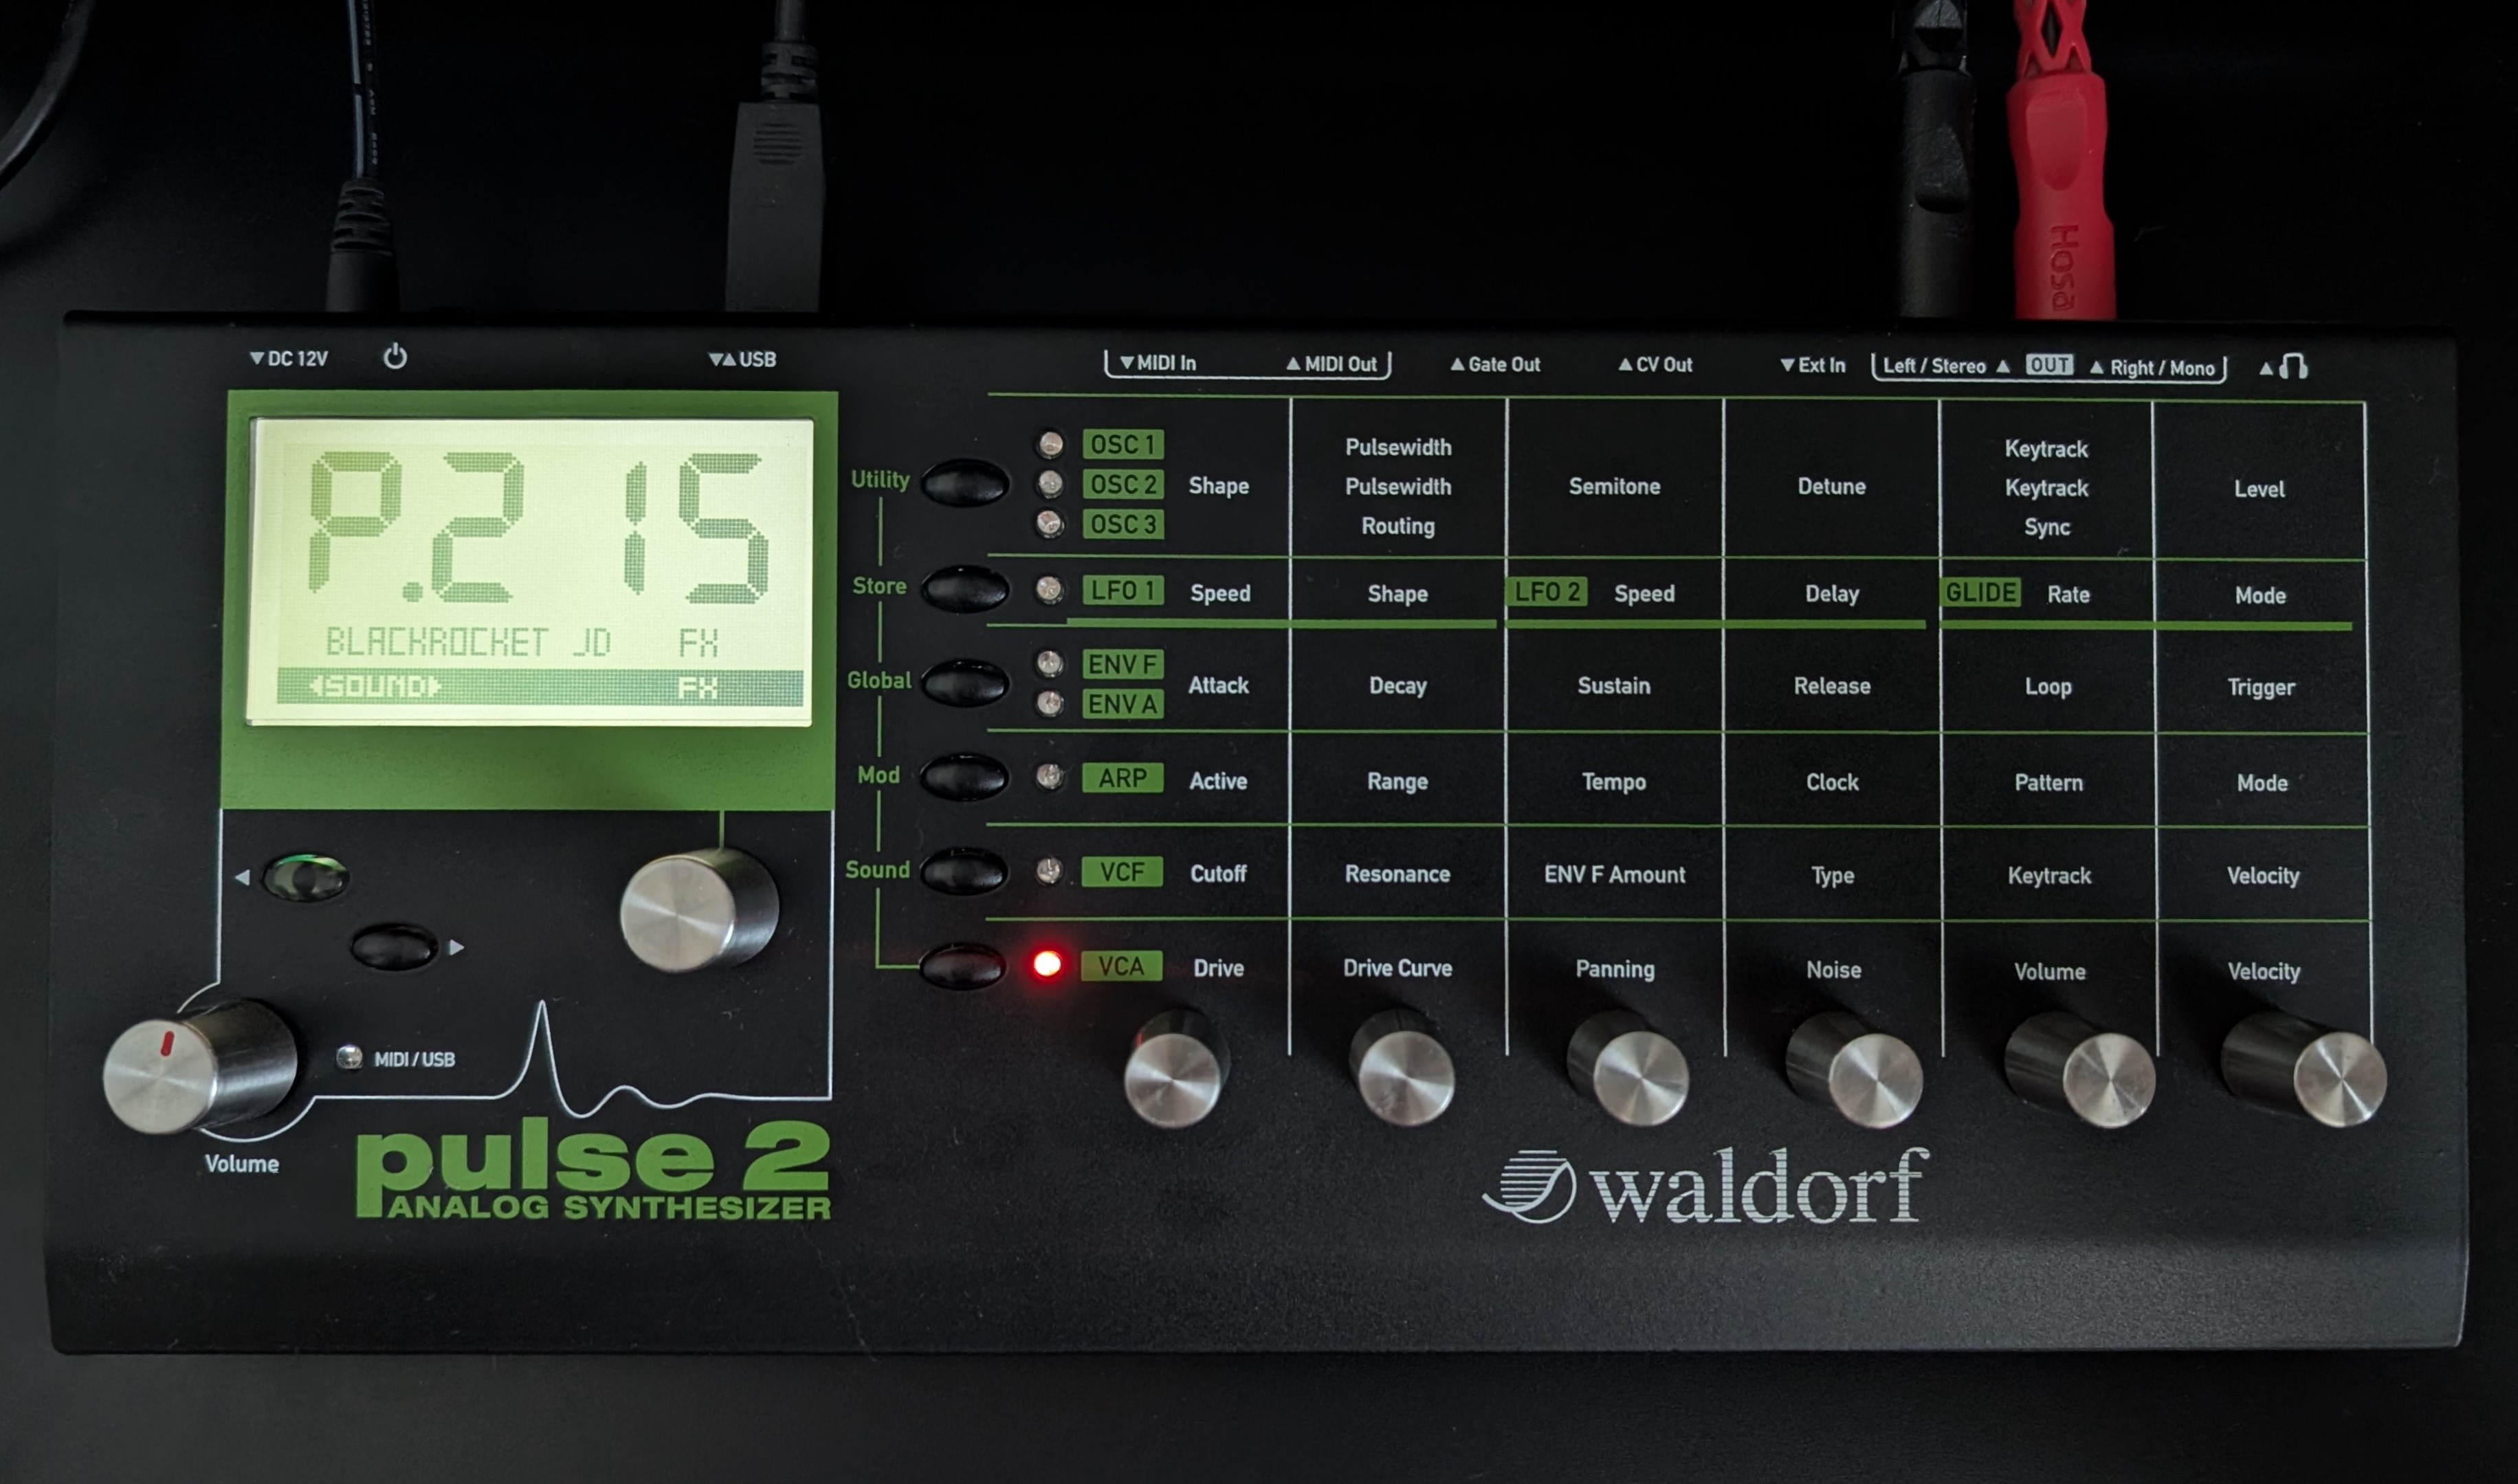 Hosa
▼DC 12V
▼▲USB
▼MIDI In ▲MIDI Out ▲Gate Out ▲CV Out ▼Ext In Left / Stereo ▲ OUT ▲ Right / Mono ▲
P.215
BLACKROCKET JD FX
◀SOUND▶ FX
Utility
Store
Global
Mod
Sound
OSC 1 Pulsewidth Keytrack
OSC 2 Shape Pulsewidth Semitone Detune Keytrack Level
OSC 3 Routing Sync
LFO 1 Speed Shape LFO 2 Speed Delay GLIDE Rate Mode
ENV F
ENV A Attack Decay Sustain Release Loop Trigger
ARP Active Range Tempo Clock Pattern Mode
VCF Cutoff Resonance ENV F Amount Type Keytrack Velocity
VCA Drive Drive Curve Panning Noise Volume Velocity
◀
▶
MIDI / USB
Volume
pulse 2
ANALOG SYNTHESIZER
waldorf